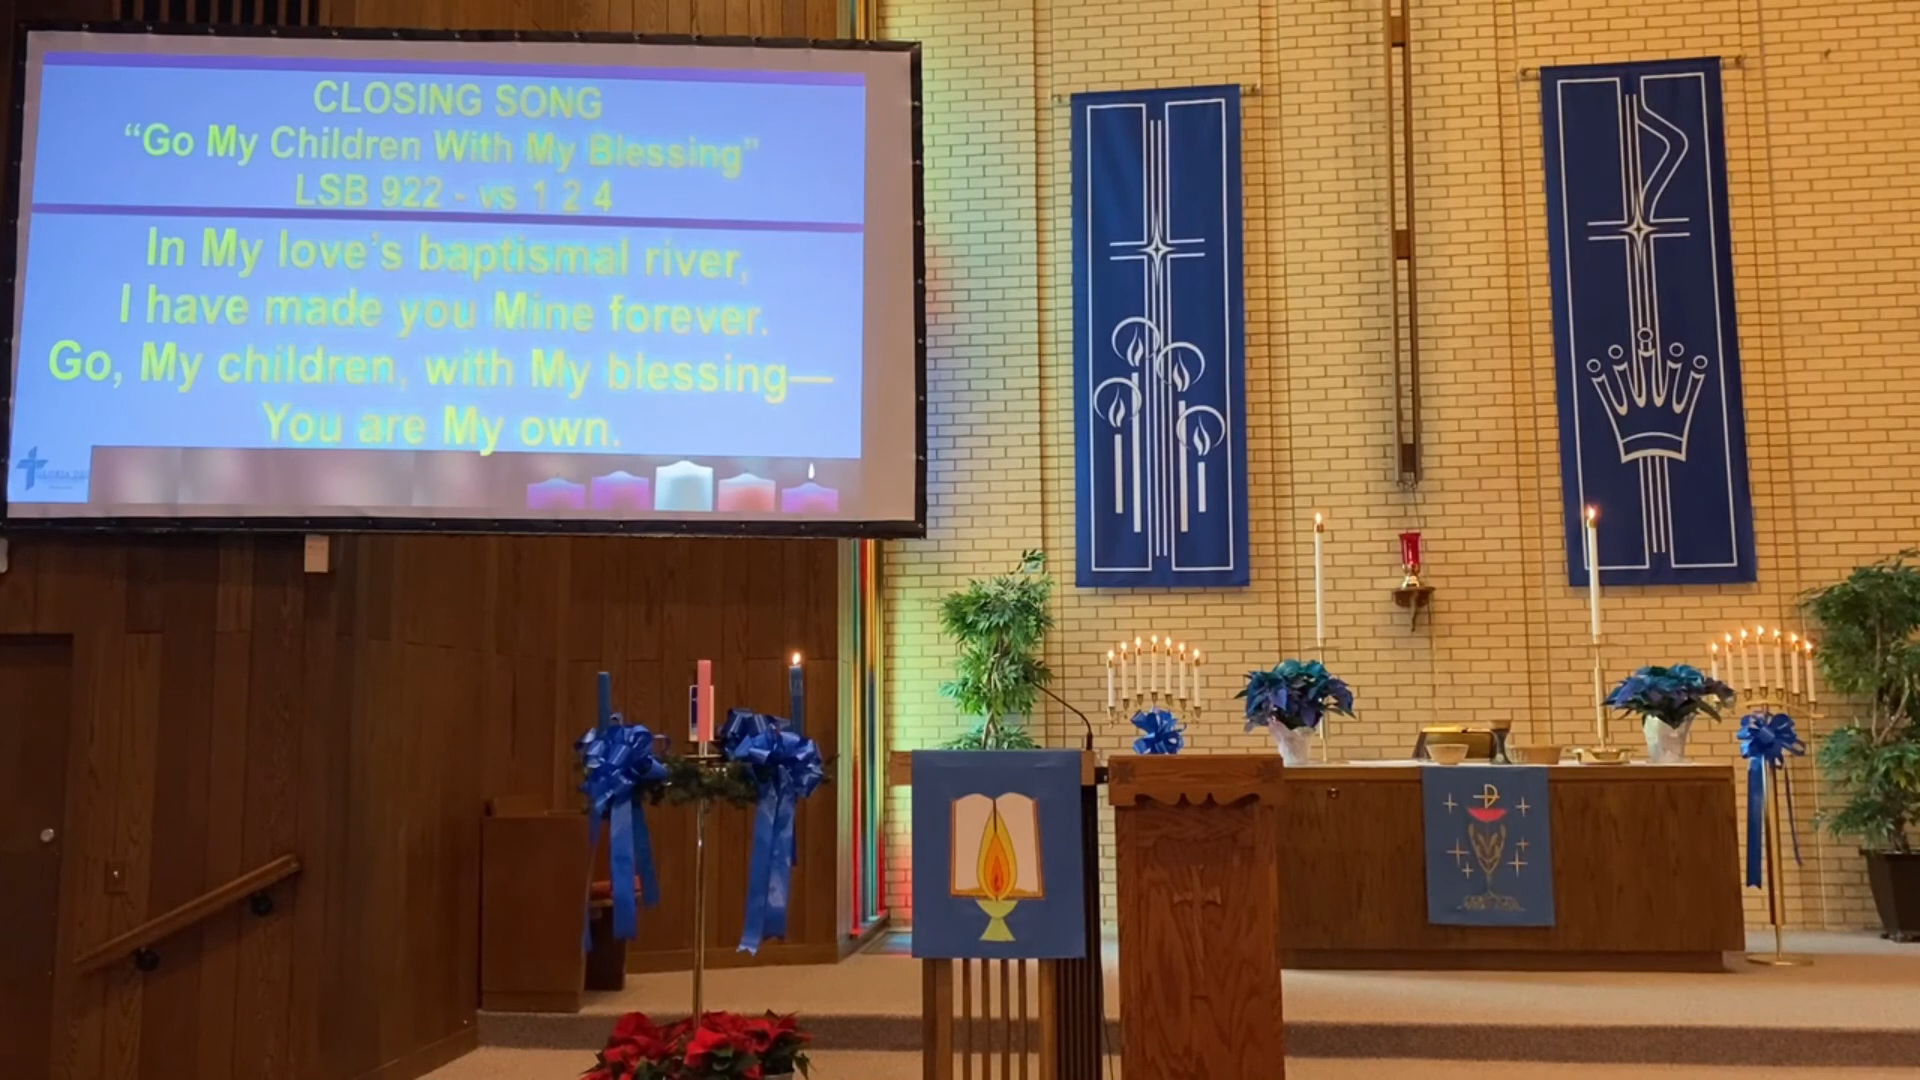 CLOSING SONG
“Go My Children With My Blessing”
LSB 922 - vs 1 2 4
In My love’s baptismal river,
I have made you Mine forever.
Go, My children, with My blessing—
You are My own.